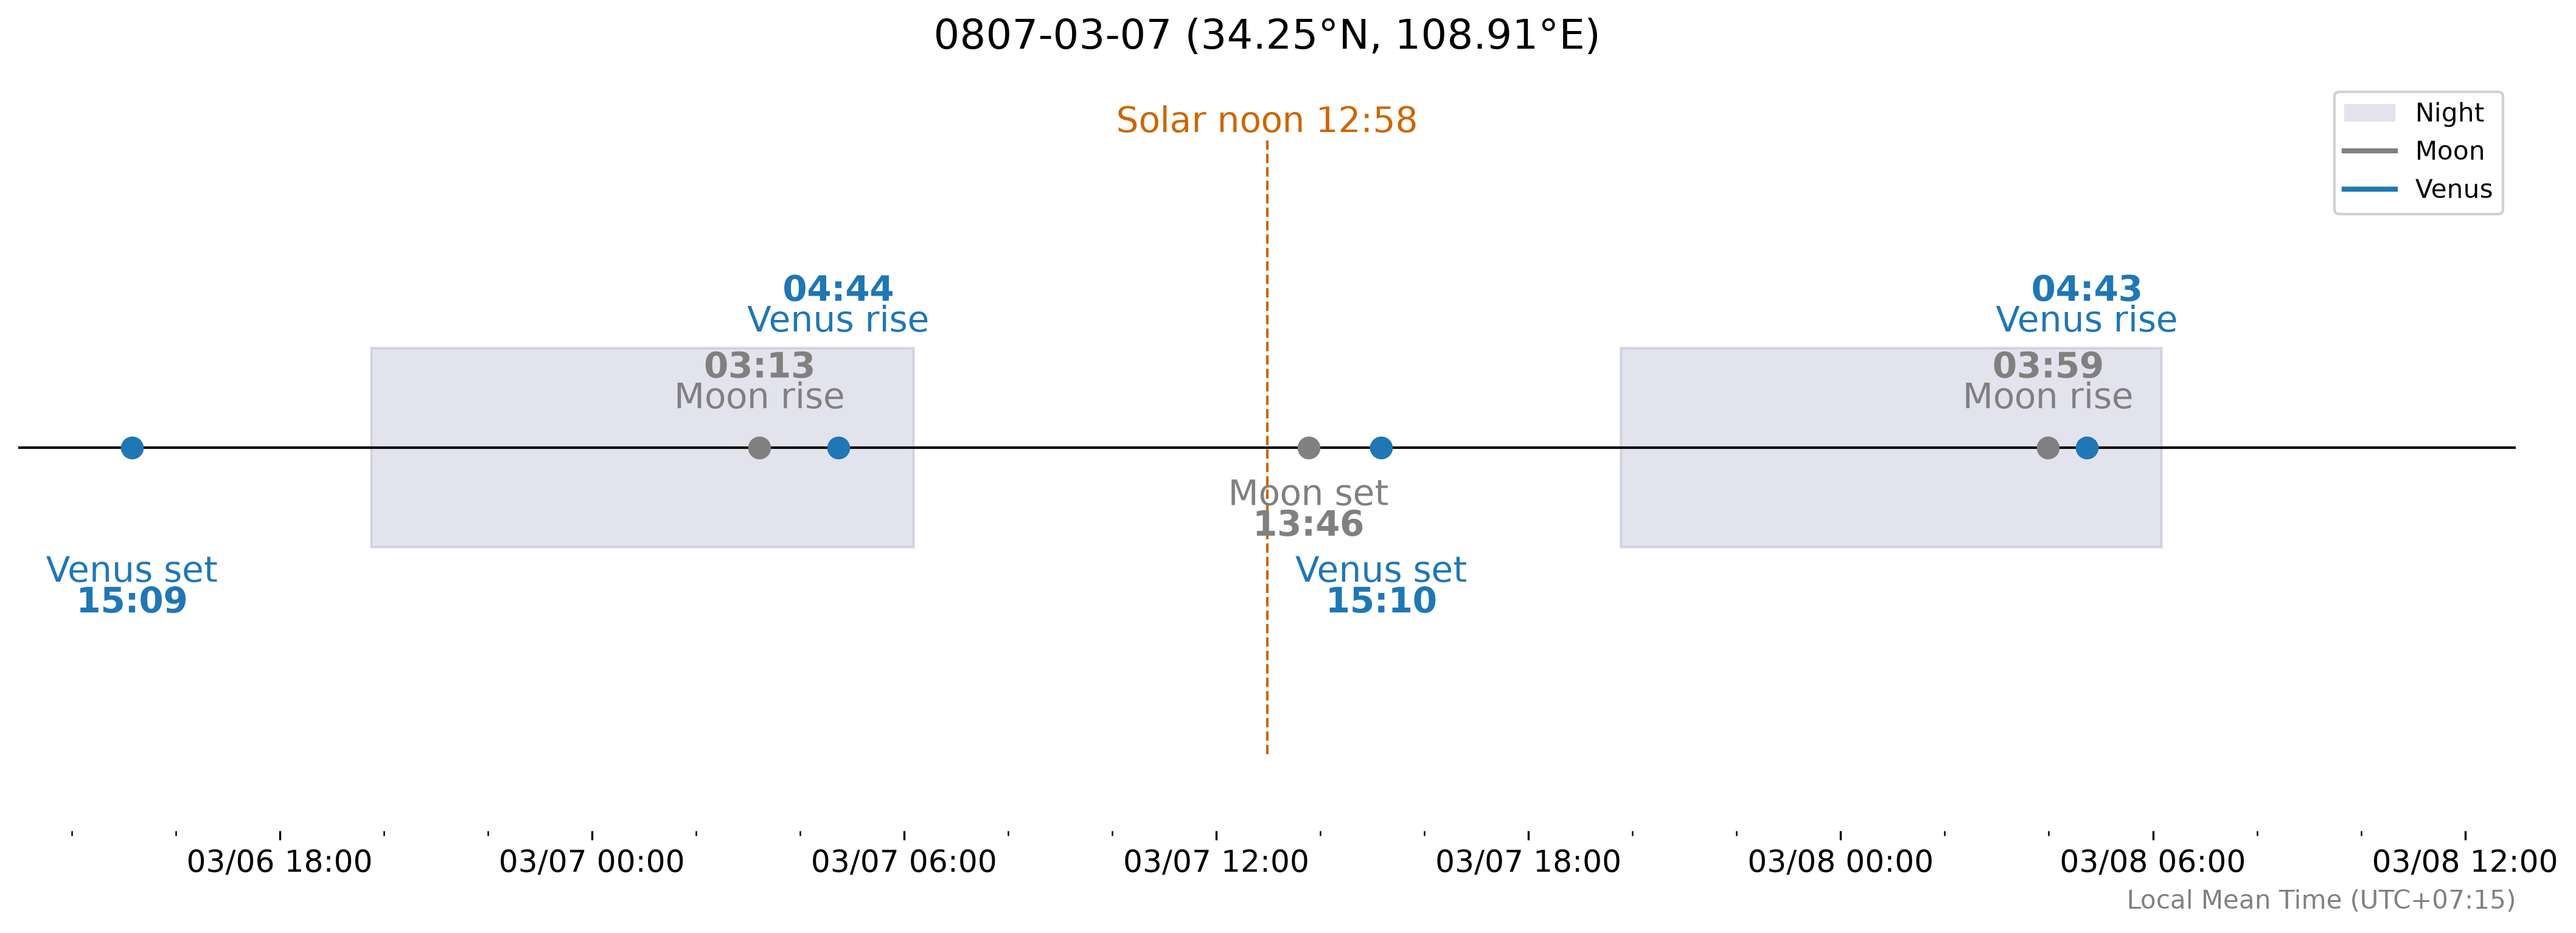 0807-03-07 (34.25°N, 108.91°E)
Solar noon 12:58
Night
Moon
Venus
04:44
Venus rise
04:43
Venus rise
03:13
Moon rise
03:59
Moon rise
Moon set
13:46
Venus set
15:09
Venus set
15:10
03/06 18:00
03/07 00:00
03/07 06:00
03/07 12:00
03/07 18:00
03/08 00:00
03/08 06:00
03/08 12:00
Local Mean Time (UTC+07:15)